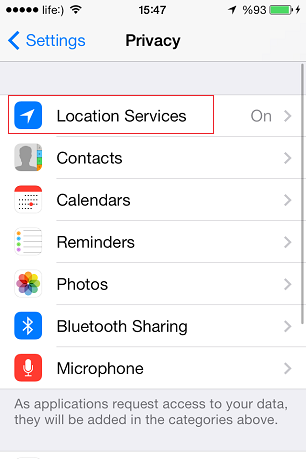 life:) 15:47 %93
Settings Privacy
Location Services On
Contacts
Calendars
Reminders
Photos
Bluetooth Sharing
Microphone
As applications request access to your data,
they will be added in the categories above.